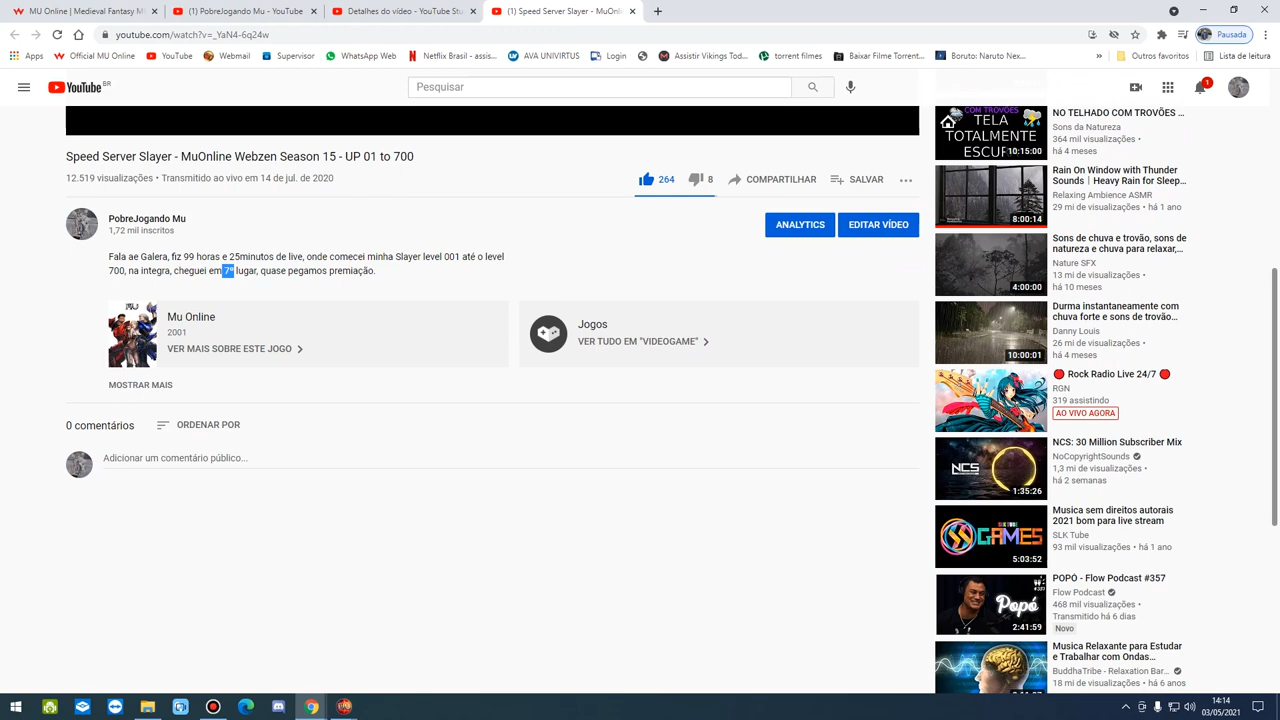 MU Online | Medieval Fantasy M
(1) PobreJogando Mu - YouTube
Detalhes do vídeo - YouTube Stu
(1) Speed Server Slayer - MuOnlin
youtube.com/watch?v=_YaN4-6q24w
Pausada
Apps
Official MU Online
YouTube
Webmail
Supervisor
WhatsApp Web
Netflix Brasil - assis...
AVA UNIVIRTUS
Login
Assistir Vikings Tod...
torrent filmes
Baixar Filme Torrent...
Boruto: Naruto Nex...
»
Outros favoritos
Lista de leitura
YouTube BR
Pesquisar
1
Speed Server Slayer - MuOnline Webzen Season 15 - UP 01 to 700
12.519 visualizações • Transmitido ao vivo em 14 de jul. de 2020
264
8
COMPARTILHAR
SALVAR
PobreJogando Mu
1,72 mil inscritos
ANALYTICS
EDITAR VÍDEO
Fala ae Galera, fiz 99 horas e 25minutos de live, onde comecei minha Slayer level 001 até o level
700, na integra, cheguei em 7º lugar, quase pegamos premiação.
Mu Online
2001
VER MAIS SOBRE ESTE JOGO
Jogos
VER TUDO EM "VIDEOGAME"
MOSTRAR MAIS
0 comentários
ORDENAR POR
Adicionar um comentário público...
COM TROVÕES
TELA
TOTALMENTE
ESCUR
10:15:00
NO TELHADO COM TROVÕES ...
Sons da Natureza
364 mil visualizações •
há 4 meses
8:00:14
Rain On Window with Thunder
Sounds | Heavy Rain for Sleep...
Relaxing Ambience ASMR
29 mi de visualizações • há 1 ano
4:00:00
Sons de chuva e trovão, sons de
natureza e chuva para relaxar,...
Nature SFX
13 mi de visualizações •
há 10 meses
10:00:01
Durma instantaneamente com
chuva forte e sons de trovão...
Danny Louis
26 mi de visualizações •
há 4 meses
Rock Radio Live 24/7
RGN
319 assistindo
AO VIVO AGORA
NCS
1:35:26
NCS: 30 Million Subscriber Mix
NoCopyrightSounds
1,3 mi de visualizações •
há 2 semanas
SLK TUBE
GAMES
5:03:52
Musica sem direitos autorais
2021 bom para live stream
SLK Tube
93 mil visualizações • há 1 ano
#357
Popó
2:41:59
POPÓ - Flow Podcast #357
Flow Podcast
468 mil visualizações •
Transmitido há 6 dias
Novo
Musica Relaxante para Estudar
e Trabalhar com Ondas...
BuddhaTribe - Relaxation Bar...
18 mi de visualizações • há 6 anos
14:14
03/05/2021